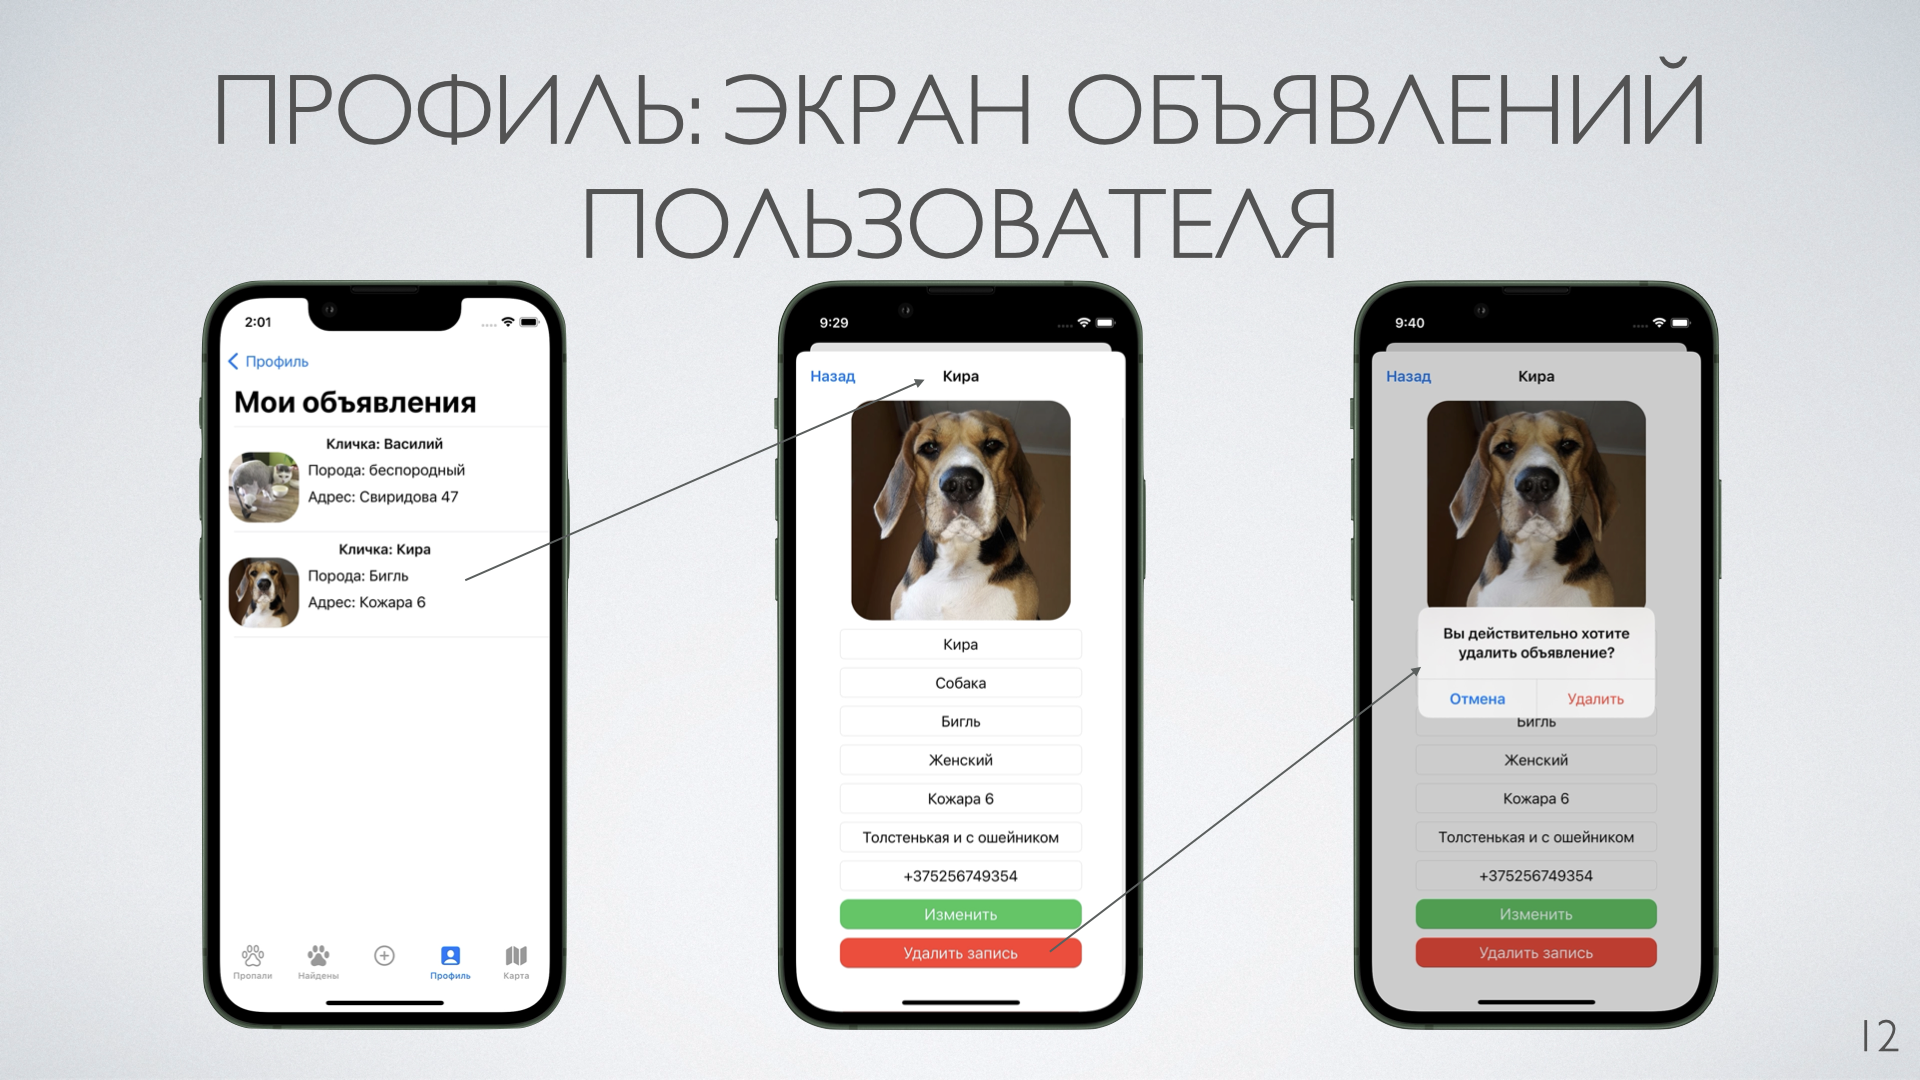 ПРОФИЛЬ: ЭКРАН ОБЪЯВЛЕНИЙ
ПОЛЬЗОВАТЕЛЯ
2:01
Профиль
Мои объявления
Кличка: Василий
Порода: беспородный
Адрес: Свиридова 47
Кличка: Кира
Порода: Бигль
Адрес: Кожара 6
Пропали
Найдены
Профиль
Карта
9:29
Назад
Кира
Кира
Собака
Бигль
Женский
Кожара 6
Толстенькая и с ошейником
+375256749354
Изменить
Удалить запись
9:40
Назад
Кира
Вы действительно хотите
удалить объявление?
Отмена
Удалить
Бигль
Женский
Кожара 6
Толстенькая и с ошейником
+375256749354
Изменить
Удалить запись
12